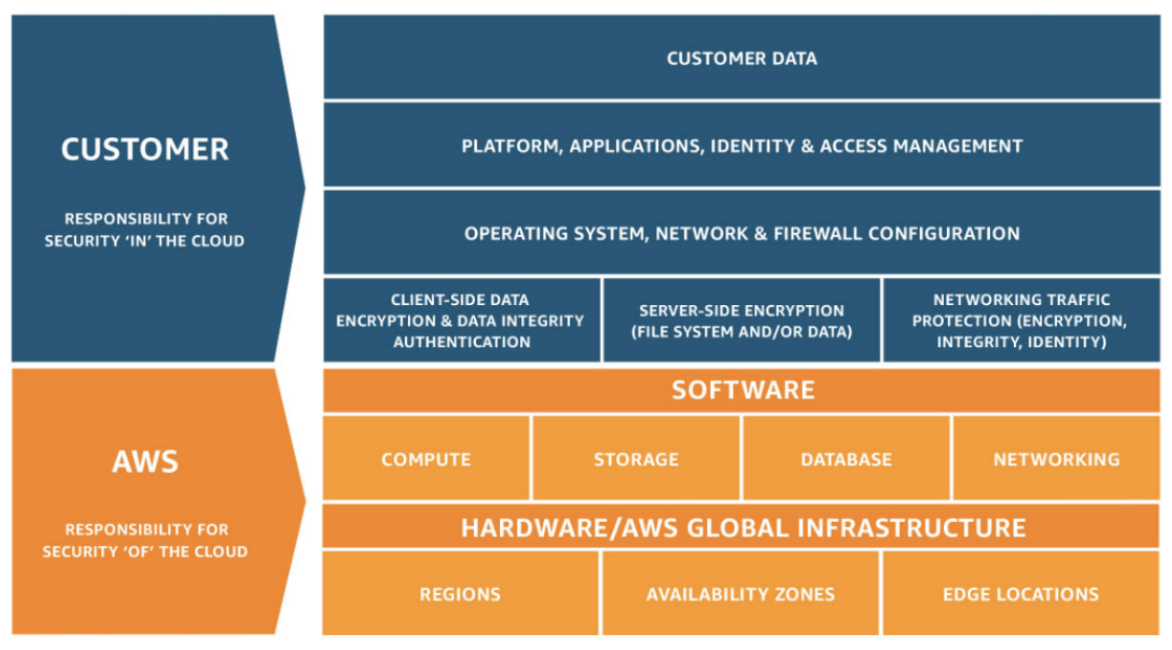 CUSTOMER
RESPONSIBILITY FOR
SECURITY ‘IN’ THE CLOUD
CUSTOMER DATA
PLATFORM, APPLICATIONS, IDENTITY & ACCESS MANAGEMENT
OPERATING SYSTEM, NETWORK & FIREWALL CONFIGURATION
CLIENT-SIDE DATA
ENCRYPTION & DATA INTEGRITY
AUTHENTICATION
SERVER-SIDE ENCRYPTION
(FILE SYSTEM AND/OR DATA)
NETWORKING TRAFFIC
PROTECTION (ENCRYPTION,
INTEGRITY, IDENTITY)
AWS
RESPONSIBILITY FOR
SECURITY ‘OF’ THE CLOUD
SOFTWARE
COMPUTE
STORAGE
DATABASE
NETWORKING
HARDWARE/AWS GLOBAL INFRASTRUCTURE
REGIONS
AVAILABILITY ZONES
EDGE LOCATIONS